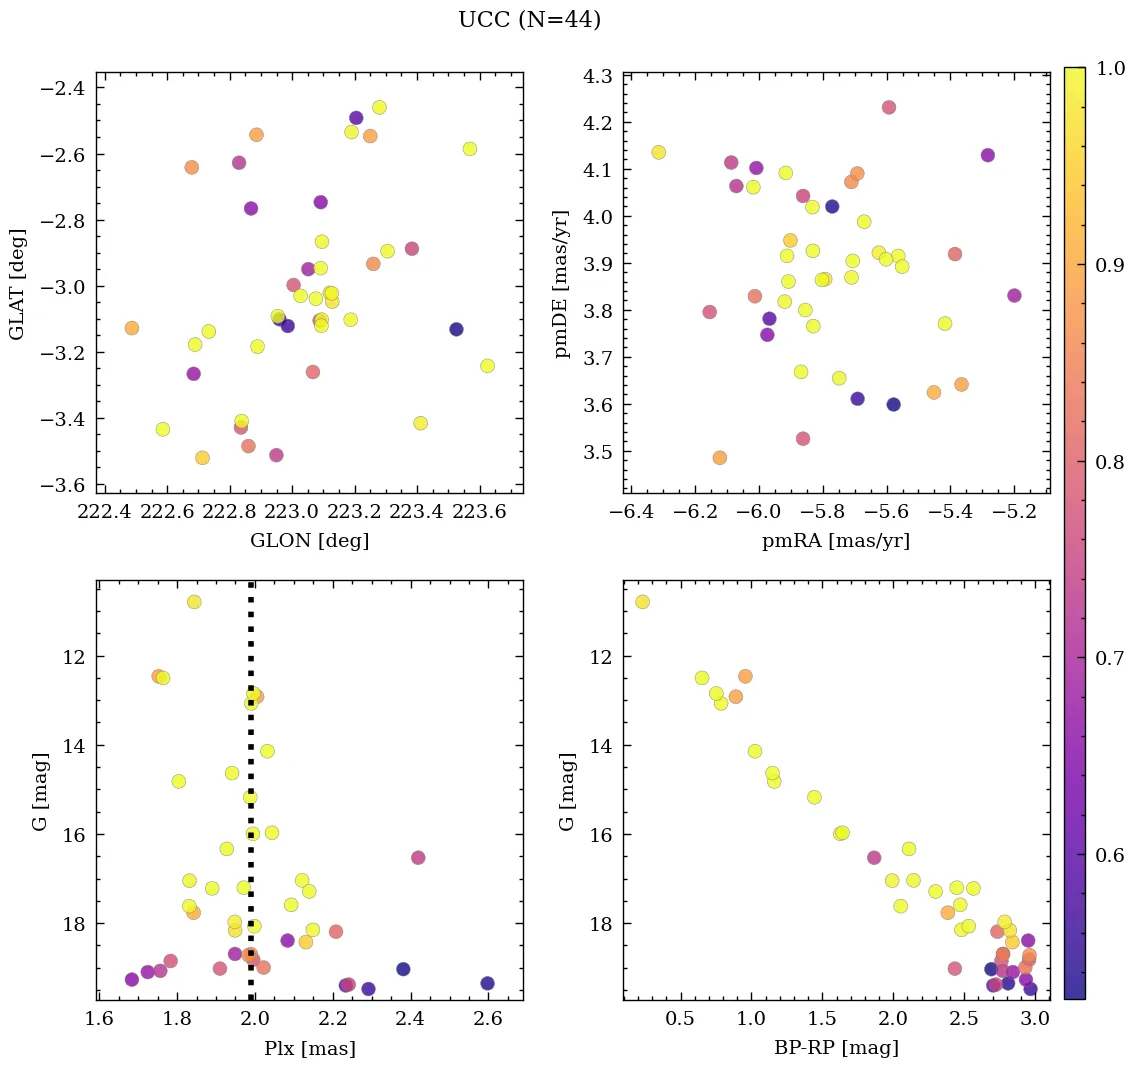 UCC (N=44)
−2.4
−2.6
−2.8
−3.0
−3.2
−3.4
−3.6
GLAT [deg]
222.4 222.6 222.8 223.0 223.2 223.4 223.6
GLON [deg]
4.3
4.2
4.1
4.0
3.9
3.8
3.7
3.6
3.5
pmDE [mas/yr]
−6.4 −6.2 −6.0 −5.8 −5.6 −5.4 −5.2
pmRA [mas/yr]
12
14
16
18
G [mag]
1.6 1.8 2.0 2.2 2.4 2.6
Plx [mas]
12
14
16
18
G [mag]
0.5 1.0 1.5 2.0 2.5 3.0
BP-RP [mag]
1.0
0.9
0.8
0.7
0.6